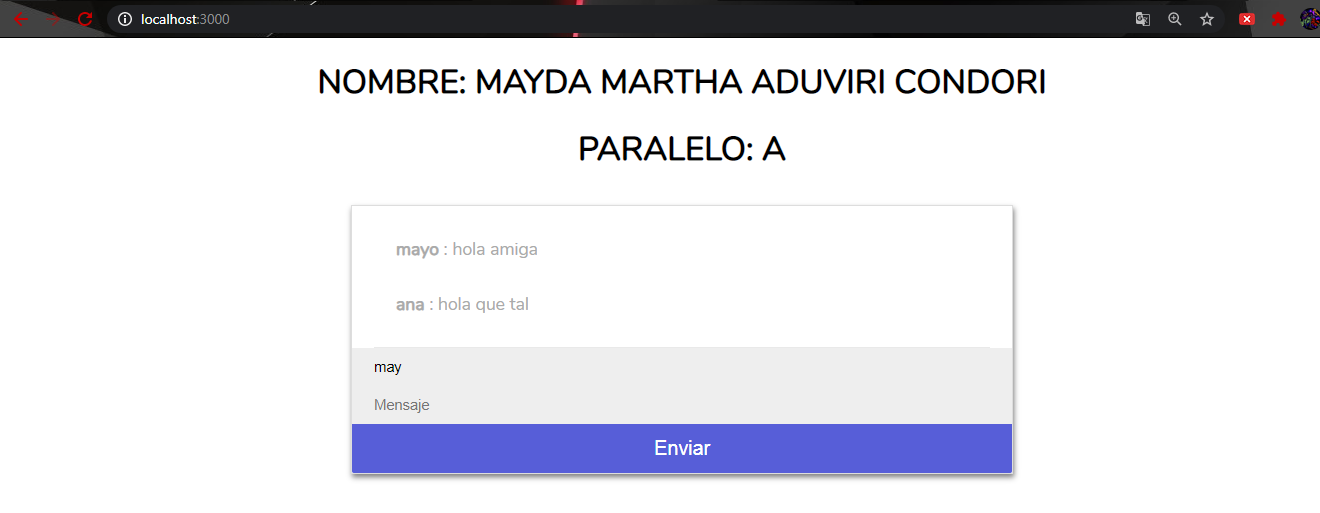 localhost:3000
NOMBRE: MAYDA MARTHA ADUVIRI CONDORI
PARALELO: A
mayo : hola amiga
ana : hola que tal
may
Mensaje
Enviar